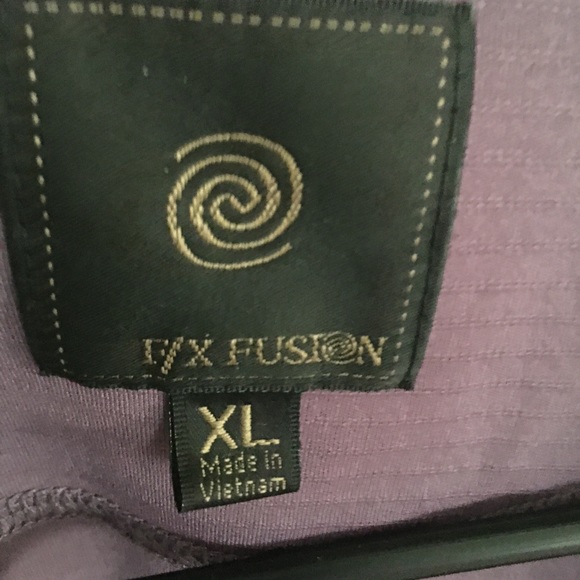 F/X FUSION
XL
Made in
Vietnam